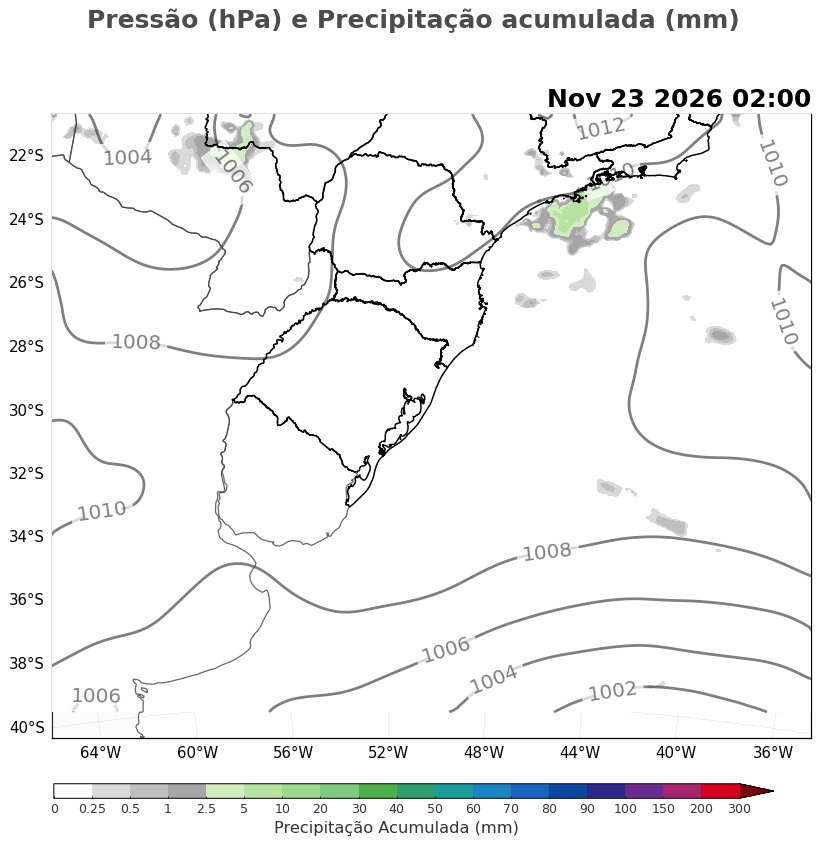 Pressão (hPa) e Precipitação acumulada (mm)
Nov 23 2026 02:00
1012
1004
1006
1010
22°S
24°S
26°S
1010
1008
28°S
30°S
32°S
1010
34°S
1008
36°S
1006
1004
38°S
1006
1002
40°S
64°W 60°W 56°W 52°W 48°W 44°W 40°W 36°W
0 0.25 0.5 1 2.5 5 10 20 30 40 50 60 70 80 90 100 150 200 300
Precipitação Acumulada (mm)